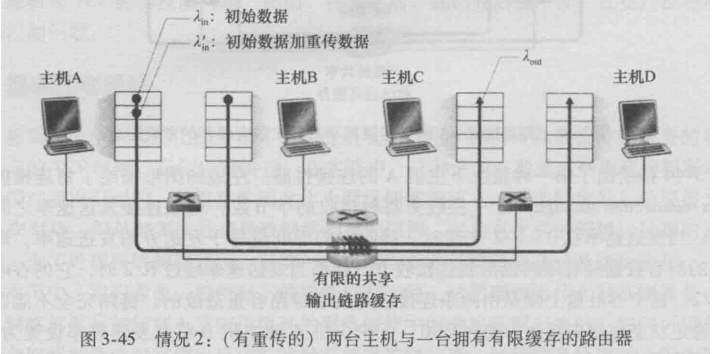 λin：初始数据
λ'in：初始数据加重传数据
λout
主机A
主机B
主机C
主机D
有限的共享
输出链路缓存
图3-45 情况2：（有重传的）两台主机与一台拥有有限缓存的路由器